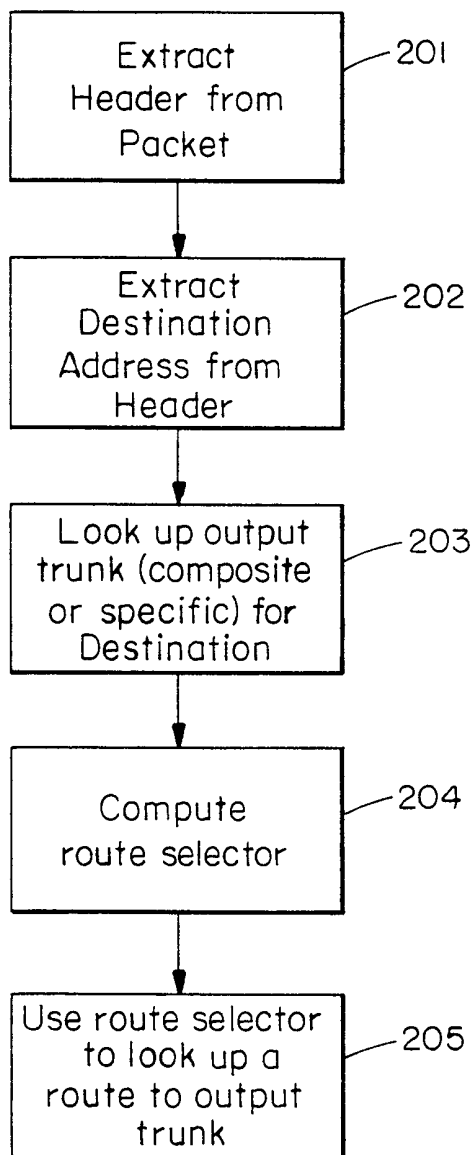 Extract
Header from
Packet
201
Extract
Destination
Address from
Header
202
Look up output
trunk (composite
or specific) for
Destination
203
Compute
route selector
204
Use route selector
to look up a
route to output
trunk
205